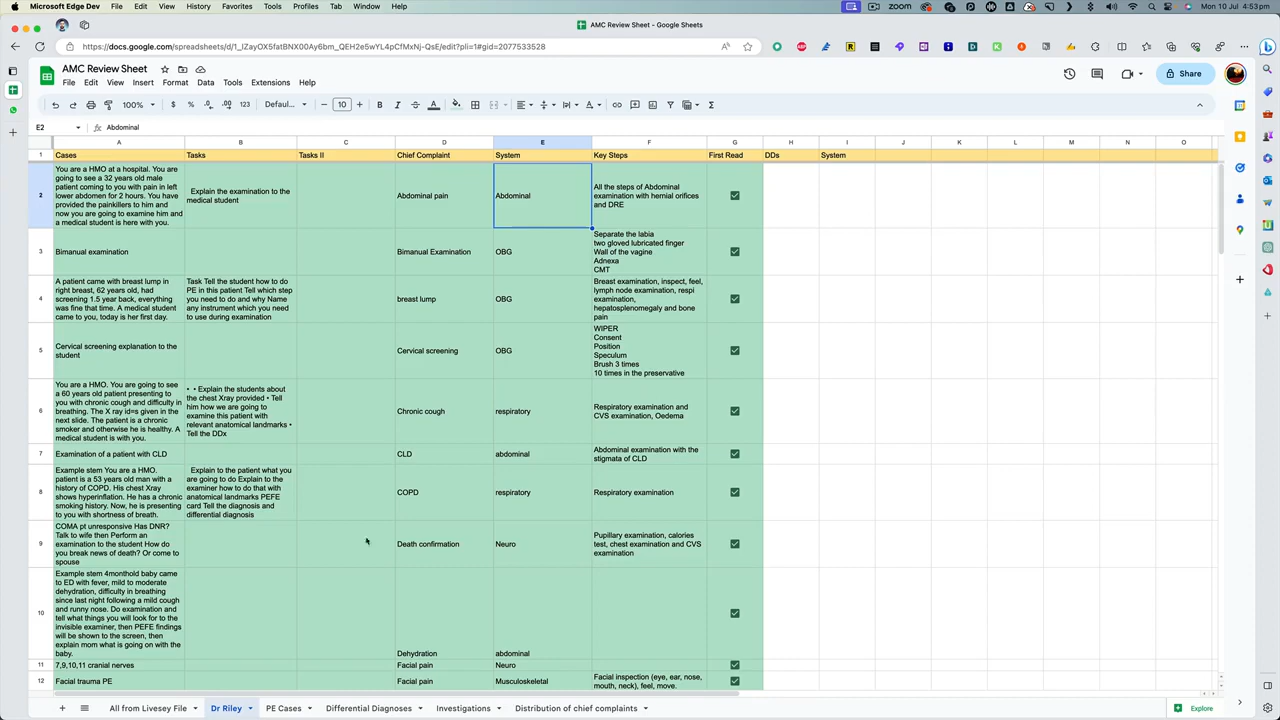 Microsoft Edge Dev File Edit View History Favorites Tools Profiles Tab Window Help
zoom Mon 10 Jul 4:53 pm
AMC Review Sheet - Google Sheets
https://docs.google.com/spreadsheets/d/1_IZayOX5fatBNX00Ay6bm_QEH2e5wYL4pCfMxNj-QsE/edit?pli=1#gid=2077533528
AMC Review Sheet
File Edit View Insert Format Data Tools Extensions Help
Share
100% $ % .0 .00 123 Defaul... 10
E2 Abdominal
A B C D E F G H I J K L M N O
1 Cases Tasks Tasks II Chief Complaint System Key Steps First Read DDs System
2
You are a HMO at a hospital. You are
going to see a 32 years old male
patient coming to you with pain in left
lower abdomen for 2 hours. You have
provided the painkillers to him and
now you are going to examine him and
a medical student is here with you.
Explain the examination to the
medical student
Abdominal pain
Abdominal
All the steps of Abdominal
examination with hernial orifices
and DRE
3
Bimanual examination
Bimanual Examination
OBG
Separate the labia
two gloved lubricated finger
Wall of the vagine
Adnexa
CMT
4
A patient came with breast lump in
right breast, 62 years old, had
screening 1.5 year back, everything
was fine that time. A medical student
came to you, today is her first day.
Task Tell the student how to do
PE in this patient Tell which step
you need to do and why Name
any instrument which you need
to use during examination
breast lump
OBG
Breast examination, inspect, feel,
lymph node examination, respi
examination,
hepatosplenomegaly and bone
pain
5
Cervical screening explanation to the
student
Cervical screening
OBG
WIPER
Consent
Position
Speculum
Brush 3 times
10 times in the preservative
6
You are a HMO. You are going to see
a 60 years old patient presenting to
you with chronic cough and difficulty in
breathing. The X ray id=s given in the
next slide. The patient is a chronic
smoker and otherwise he is healthy. A
medical student is with you.
• • Explain the students about
the chest Xray provided • Tell
him how we are going to
examine this patient with
relevant anatomical landmarks •
Tell the DDx
Chronic cough
respiratory
Respiratory examination and
CVS examination, Oedema
7
Examination of a patient with CLD
CLD
abdominal
Abdominal examination with the
stigmata of CLD
8
Example stem You are a HMO.
patient is a 53 years old man with a
history of COPD. His chest Xray
shows hyperinflation. He has a chronic
smoking history. Now, he is presenting
to you with shortness of breath.
Explain to the patient what you
are going to do Explain to the
examiner how to do that with
anatomical landmarks PEFE
card Tell the diagnosis and
differential diagnosis
COPD
respiratory
Respiratory examination
9
COMA pt unresponsive Has DNR?
Talk to wife then Perform an
examination to the student How do
you break news of death? Or come to
spouse
Death confirmation
Neuro
Pupillary examination, calories
test, chest examination and CVS
examination
10
Example stem 4monthold baby came
to ED with fever, mild to moderate
dehydration, difficulty in breathing
since last night following a mild cough
and runny nose. Do examination and
tell what things you will look for to the
invisible examiner, then PEFE findings
will be shown to the screen, then
explain mom what is going on with the
baby.
Dehydration
abdominal
11
7,9,10,11 cranial nerves
Facial pain
Neuro
12
Facial trauma PE
Facial pain
Musculoskeletal
Facial inspection (eye, ear, nose,
mouth, neck), feel, move.
All from Livesey File Dr Riley PE Cases Differential Diagnoses Investigations Distribution of chief complaints Explore